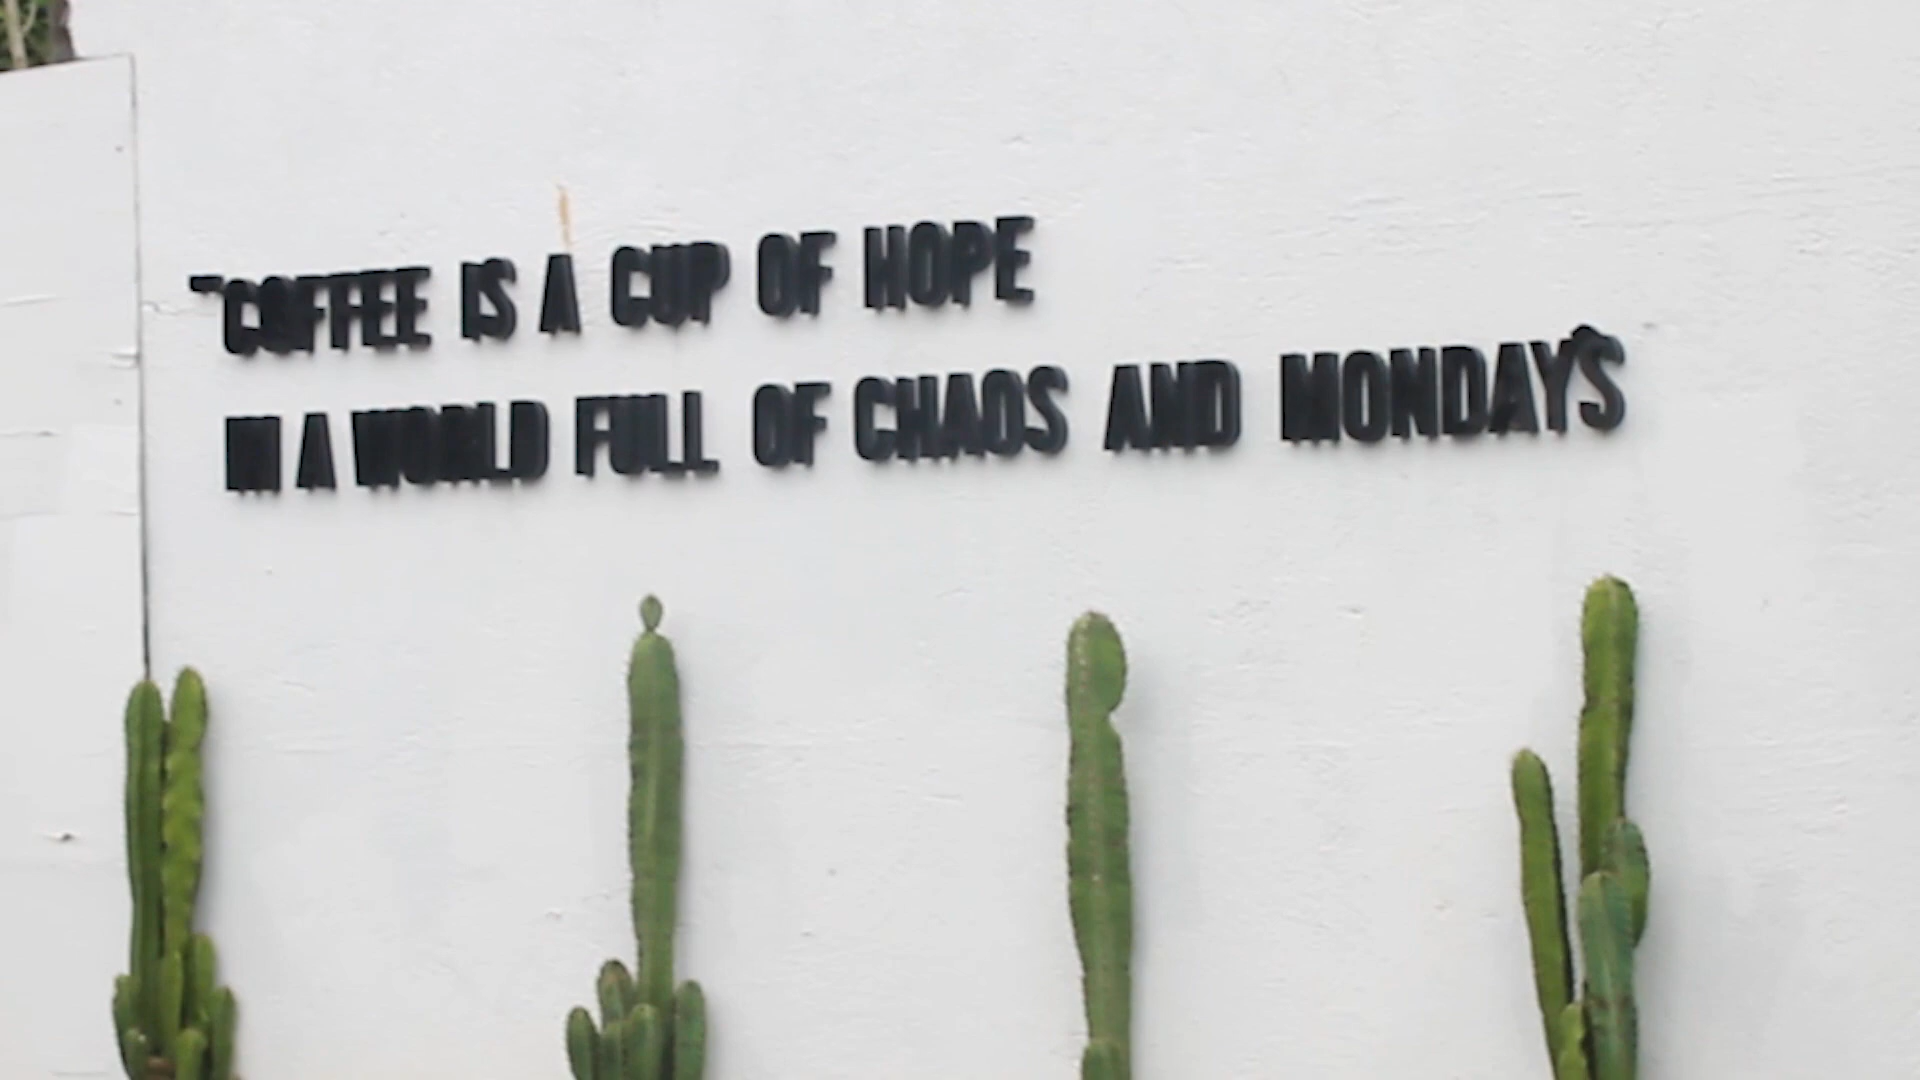 "COFFEE IS A CUP OF HOPE
IN A WORLD FULL OF CHAOS AND MONDAYS"